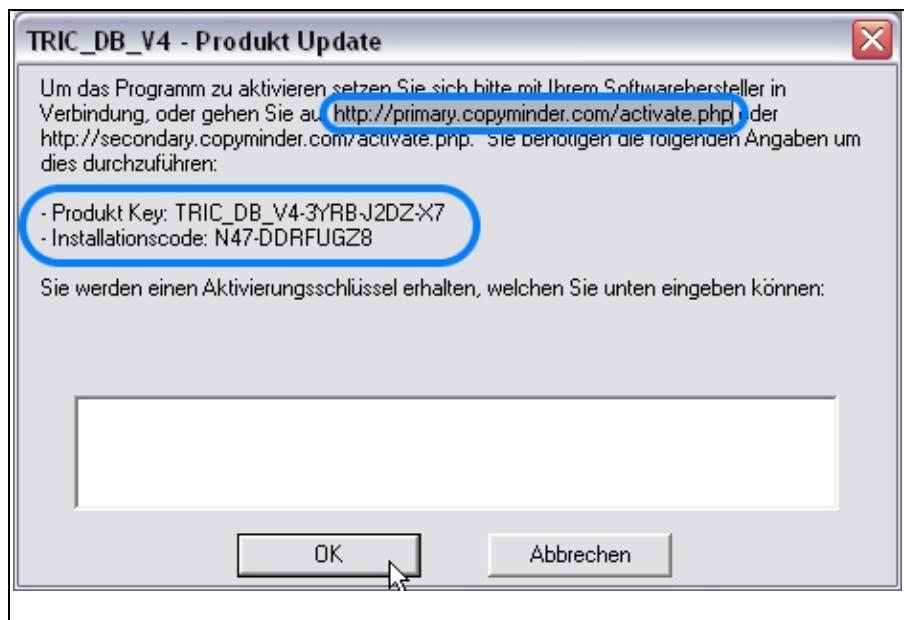 TRIC_DB_V4 - Produkt Update
Um das Programm zu aktivieren setzen Sie sich bitte mit Ihrem Softwarehersteller in
Verbindung, oder gehen Sie au http://primary.copyminder.com/activate.php oder
http://secondary.copyminder.com/activate.php. Sie benötigen die folgenden Angaben um
dies durchzuführen:
- Produkt Key: TRIC_DB_V4-3YRB-J2DZ-X7
- Installationscode: N47-DDRFUGZ8
Sie werden einen Aktivierungsschlüssel erhalten, welchen Sie unten eingeben können:
OK
Abbrechen